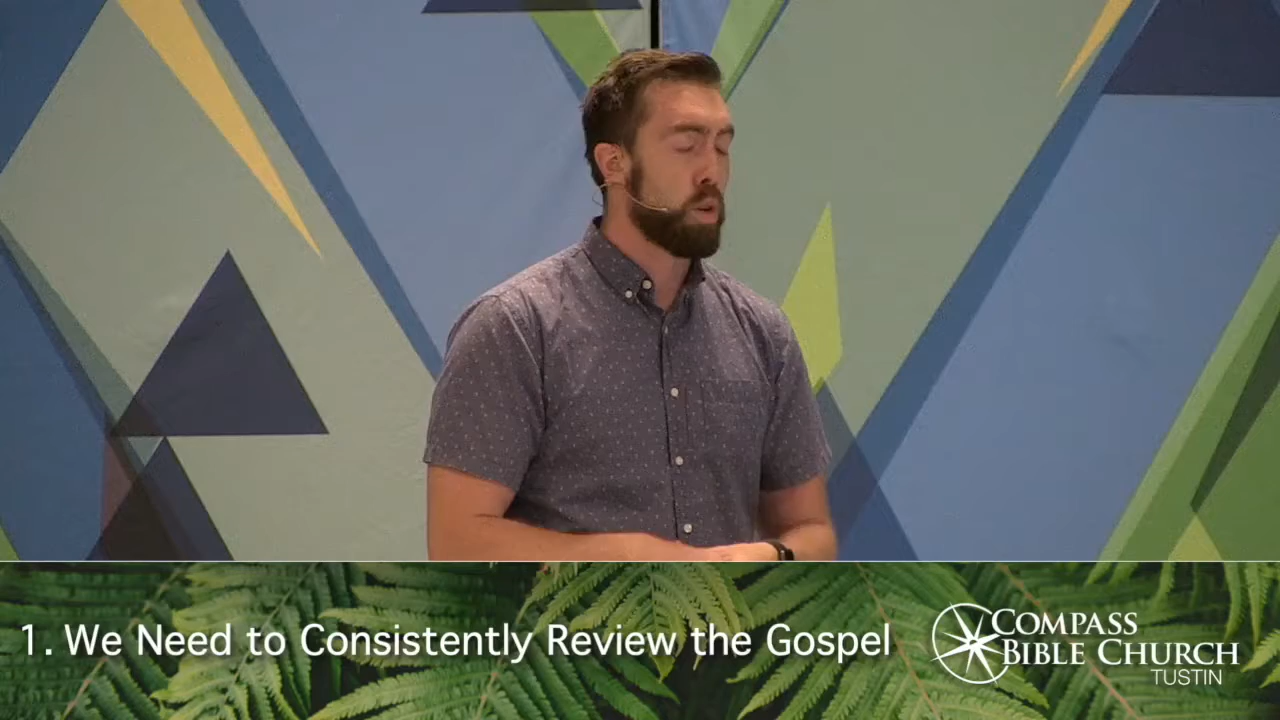 1. We Need to Consistently Review the Gospel
COMPASS
BIBLE CHURCH
TUSTIN